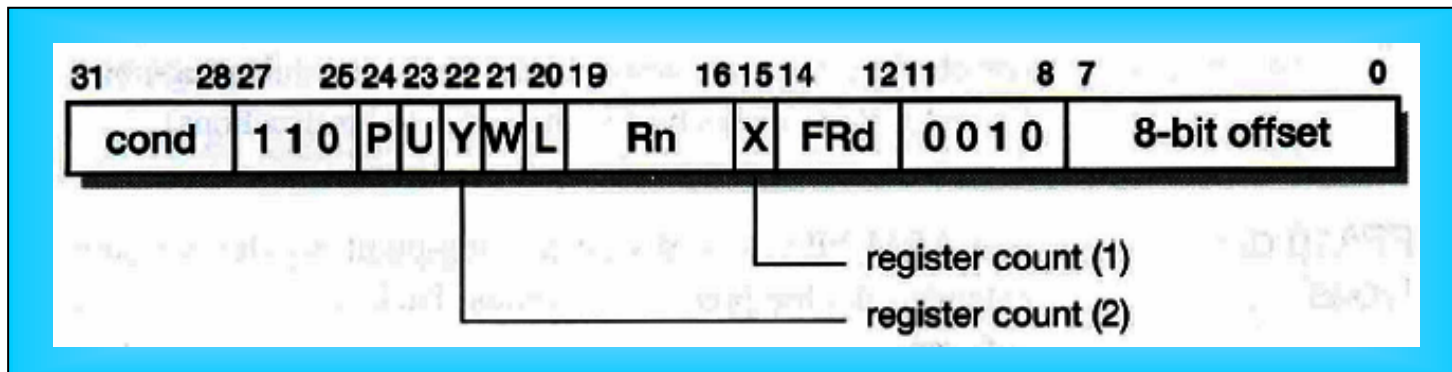 31 28 27 25 24 23 22 21 20 19 16 15 14 12 11 8 7 0
cond 1 1 0 P U Y W L Rn X FRd 0 0 1 0 8-bit offset
register count (1)
register count (2)